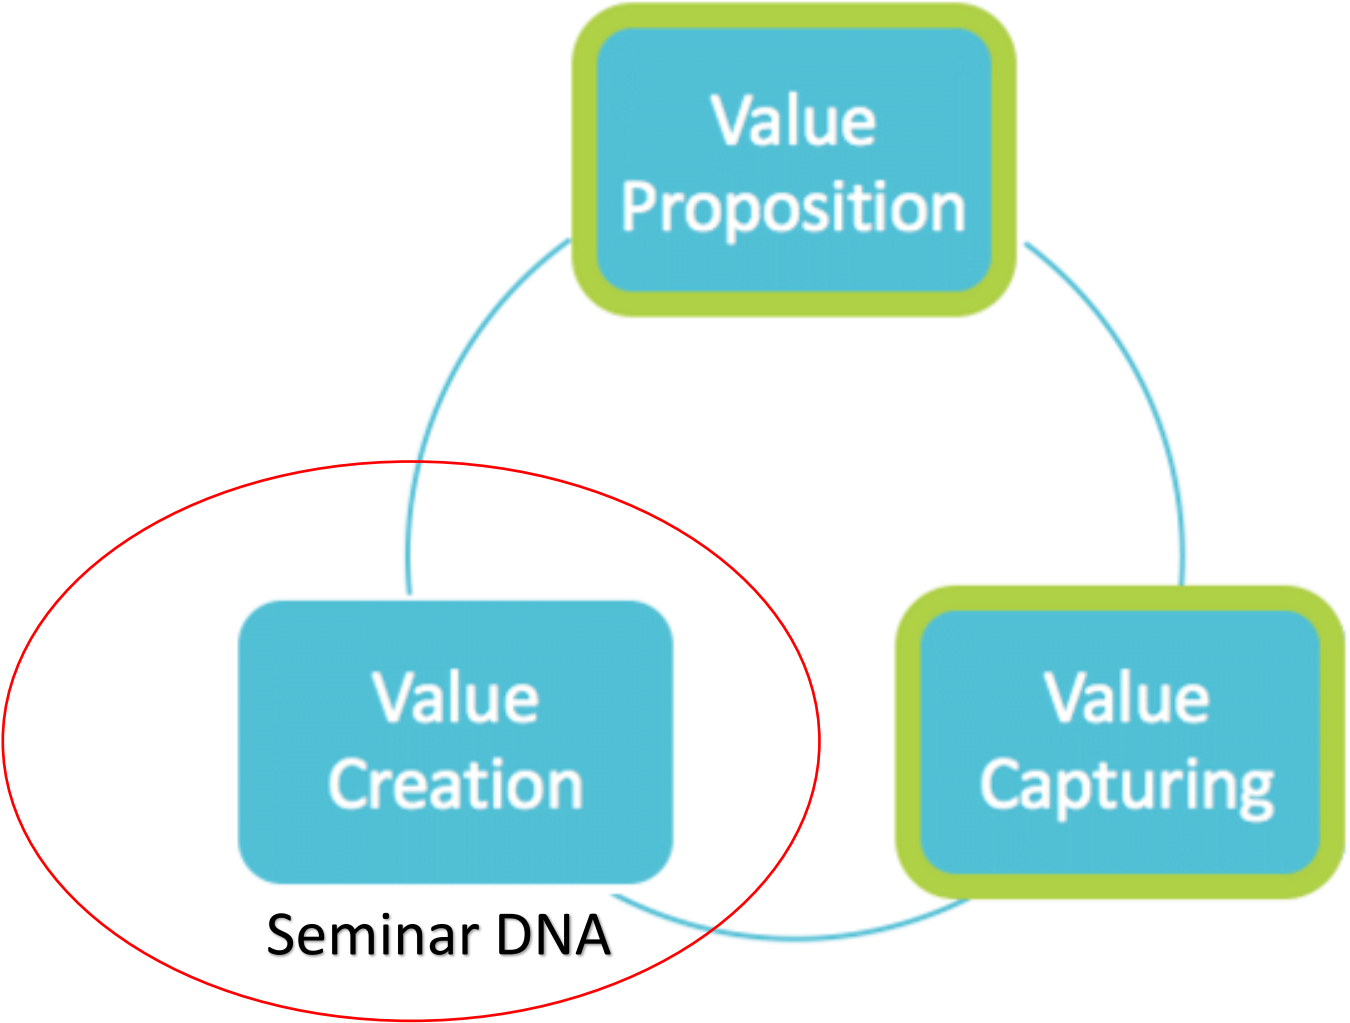 Value
Proposition
Value
Creation
Value
Capturing
Seminar DNA